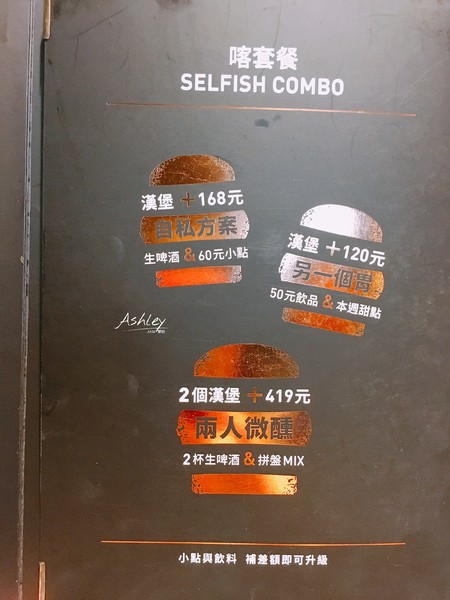 喀套餐
SELFISH COMBO
漢堡 + 168元
自私方案
生啤酒 & 60元小點
漢堡 + 120元
另一個胃
50元飲品 & 本週甜點
Ashley
2個漢堡 + 419元
兩人微醺
2杯生啤酒 & 拼盤MIX
小點與飲料 補差額即可升級